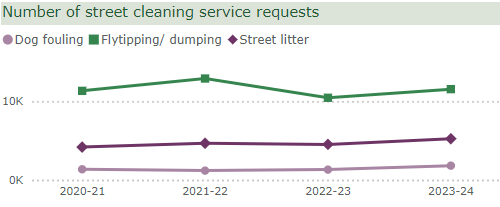 Number of street cleaning service requests
Dog fouling Flytipping/ dumping Street litter
10K
0K
2020-21 2021-22 2022-23 2023-24